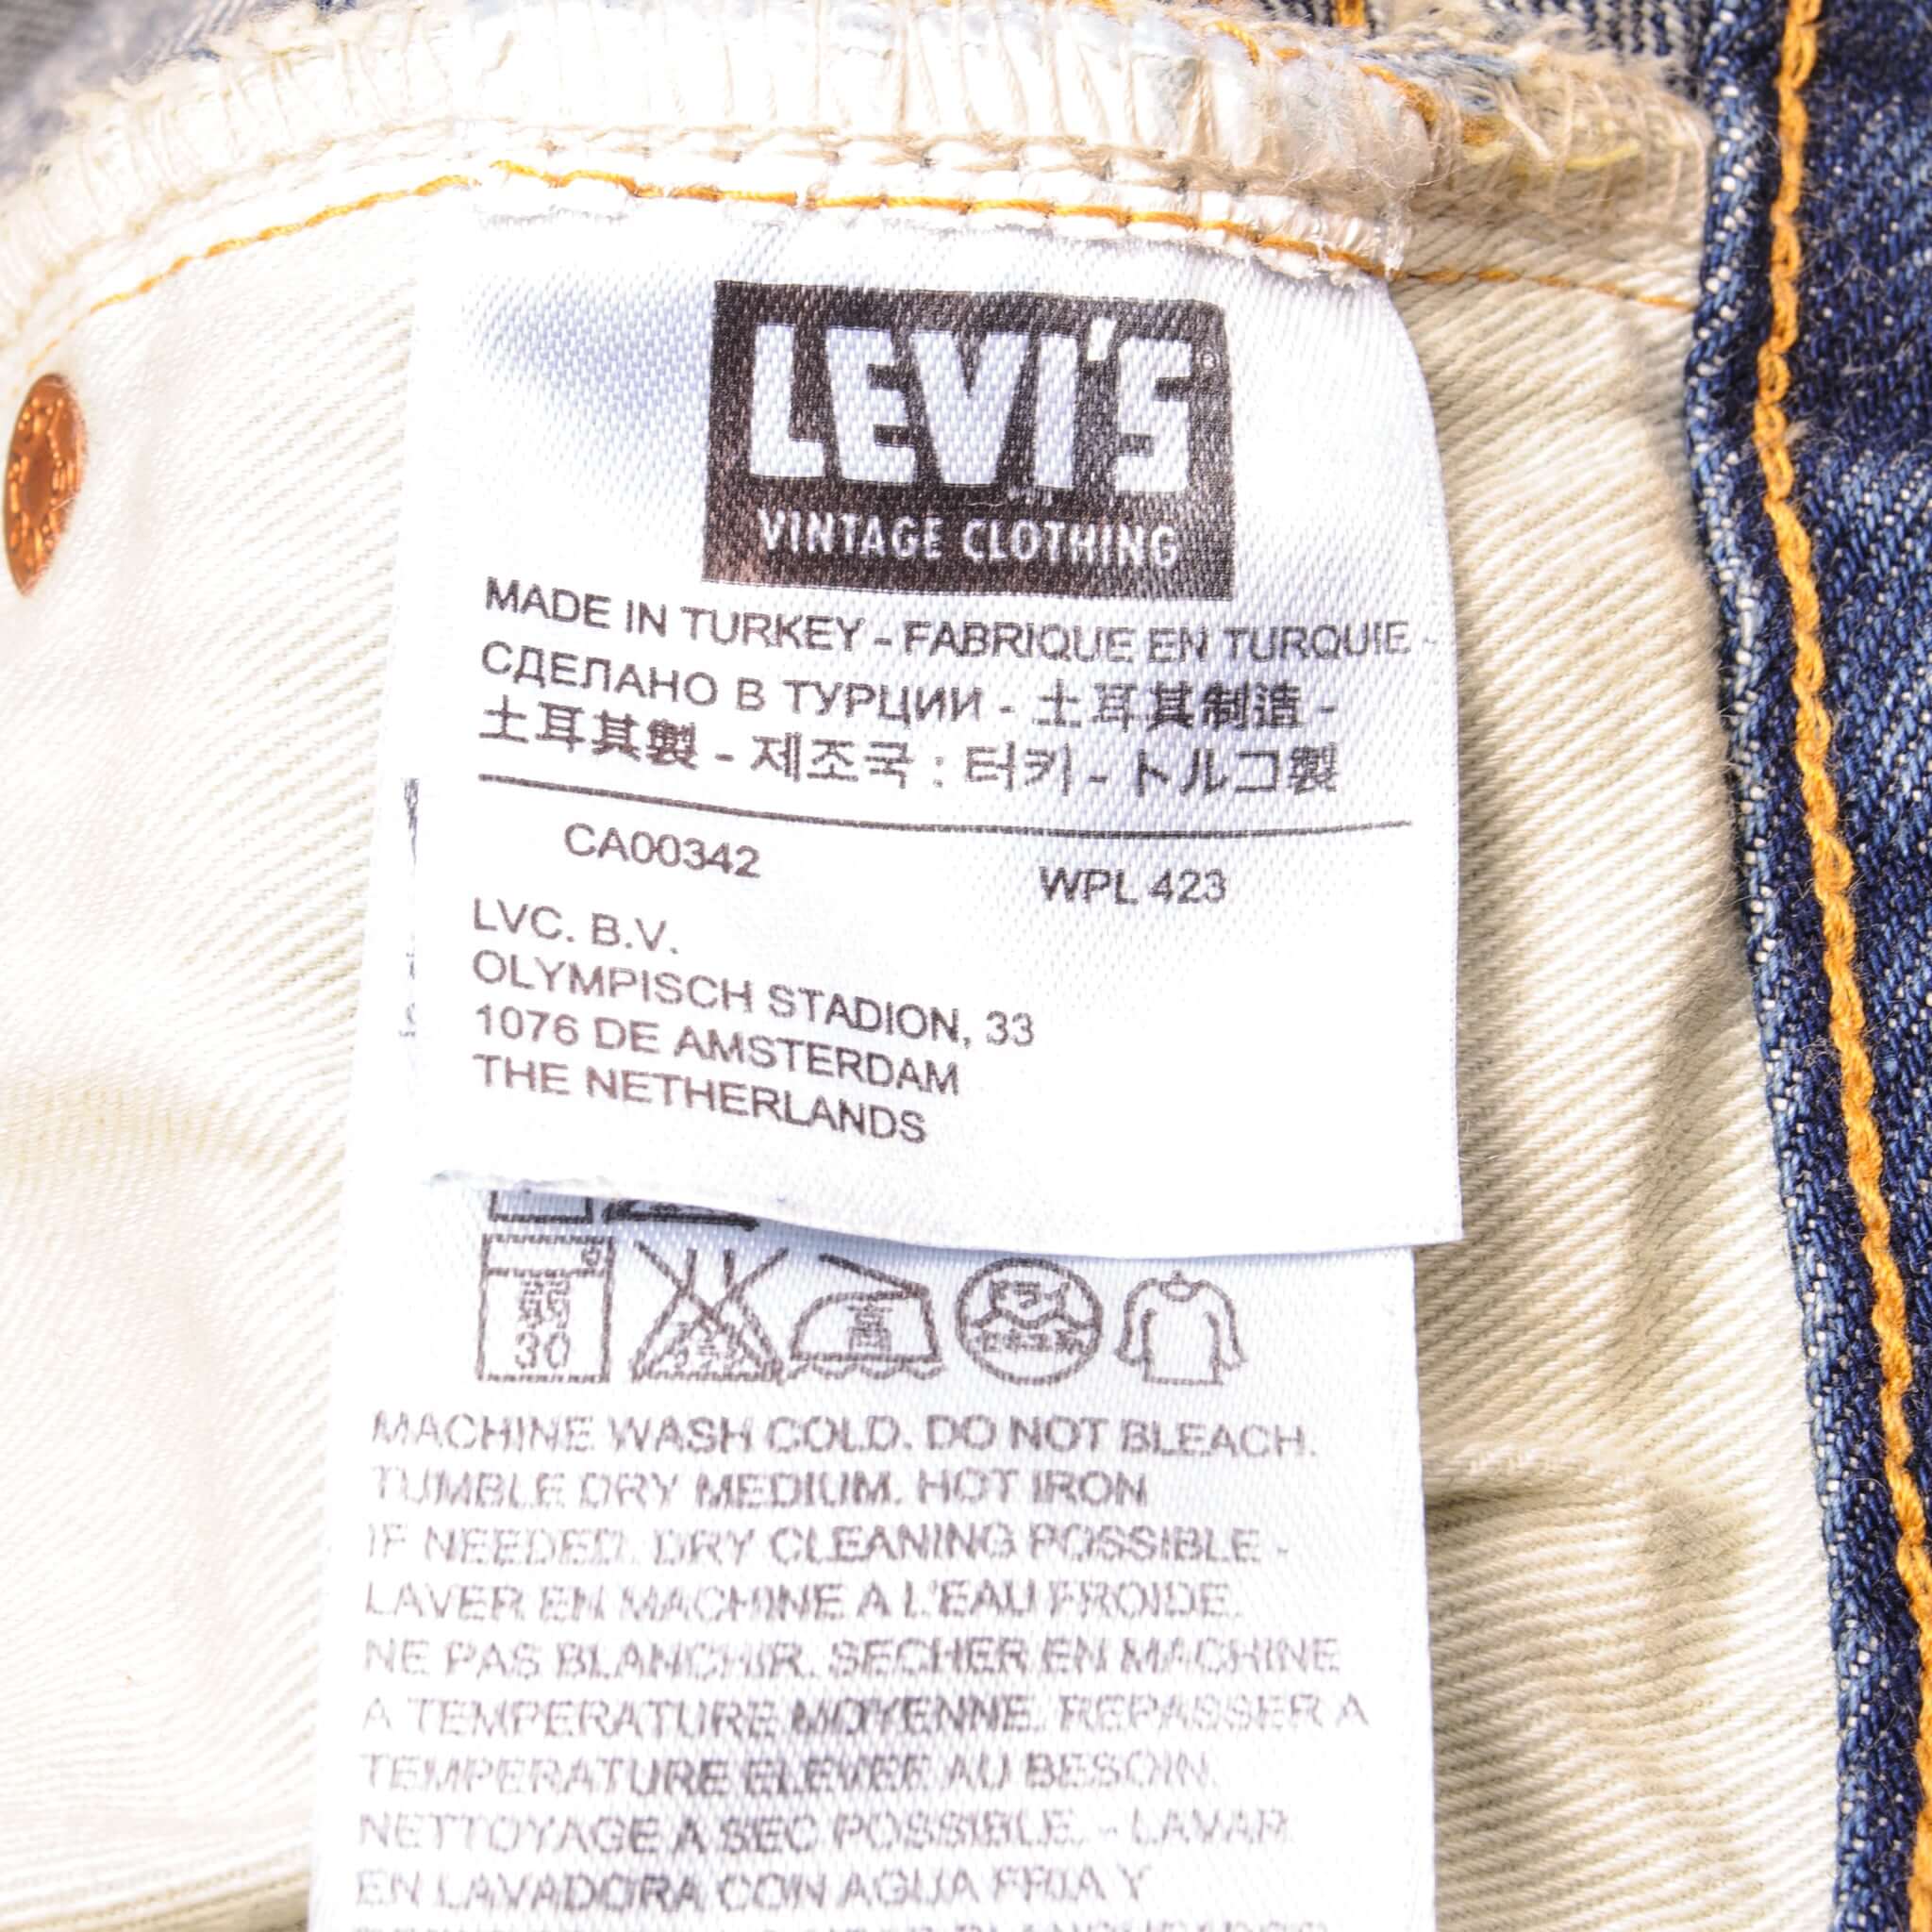 LEVI'S®
VINTAGE CLOTHING
MADE IN TURKEY - FABRIQUE EN TURQUIE -
СДЕЛАНО В ТУРЦИИ - 土耳其制造 -
土耳其製 - 제조국 : 터키 - トルコ製
CA00342 WPL 423
LVC. B.V.
OLYMPISCH STADION, 33
1076 DE AMSTERDAM
THE NETHERLANDS
弱 高
30
MACHINE WASH COLD. DO NOT BLEACH.
TUMBLE DRY MEDIUM. HOT IRON
IF NEEDED. DRY CLEANING POSSIBLE -
LAVER EN MACHINE A L'EAU FROIDE.
NE PAS BLANCHIR. SECHER EN MACHINE
A TEMPERATURE MOYENNE. REPASSER A
TEMPERATURE ELEVEE AU BESOIN.
NETTOYAGE A SEC POSSIBLE. - LAVAR
EN LAVADORA CON AGUA FRIA Y